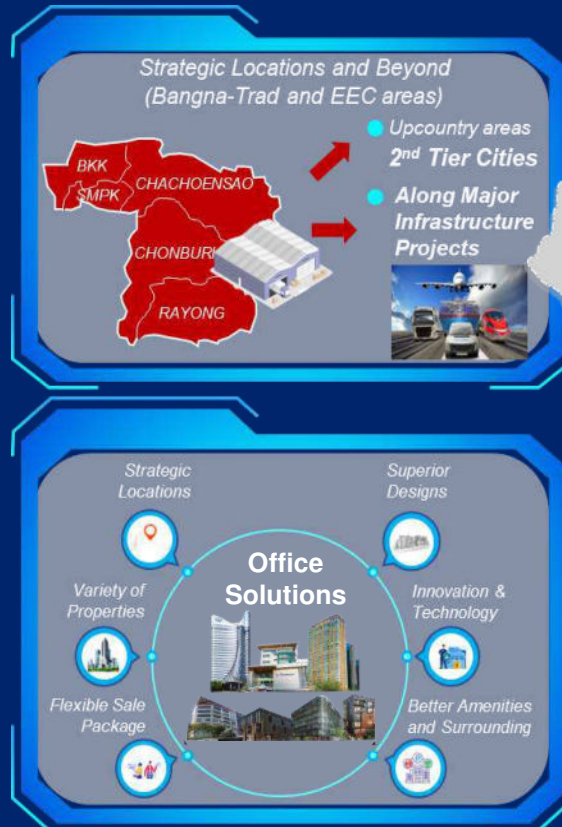 Strategic Locations and Beyond
(Bangna-Trad and EEC areas)
Upcountry areas
2nd Tier Cities
Along Major
Infrastructure
Projects
BKK
SMPK
CHACHOENSAO
CHONBURI
RAYONG
Strategic
Locations
Superior
Designs
Office
Solutions
Variety of
Properties
Innovation &
Technology
Flexible Sale
Package
Better Amenities
and Surrounding